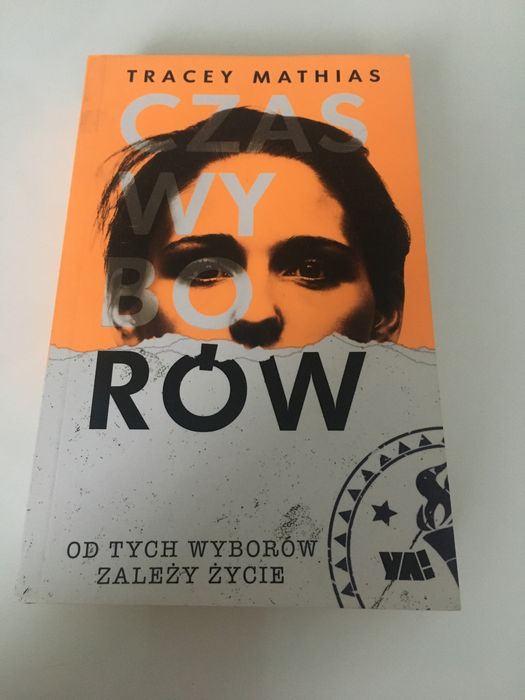 TRACEY MATHIAS
CZAS
WY
BO
RÓW
OD TYCH WYBORÓW
ZALEŻY ŻYCIE
YA!